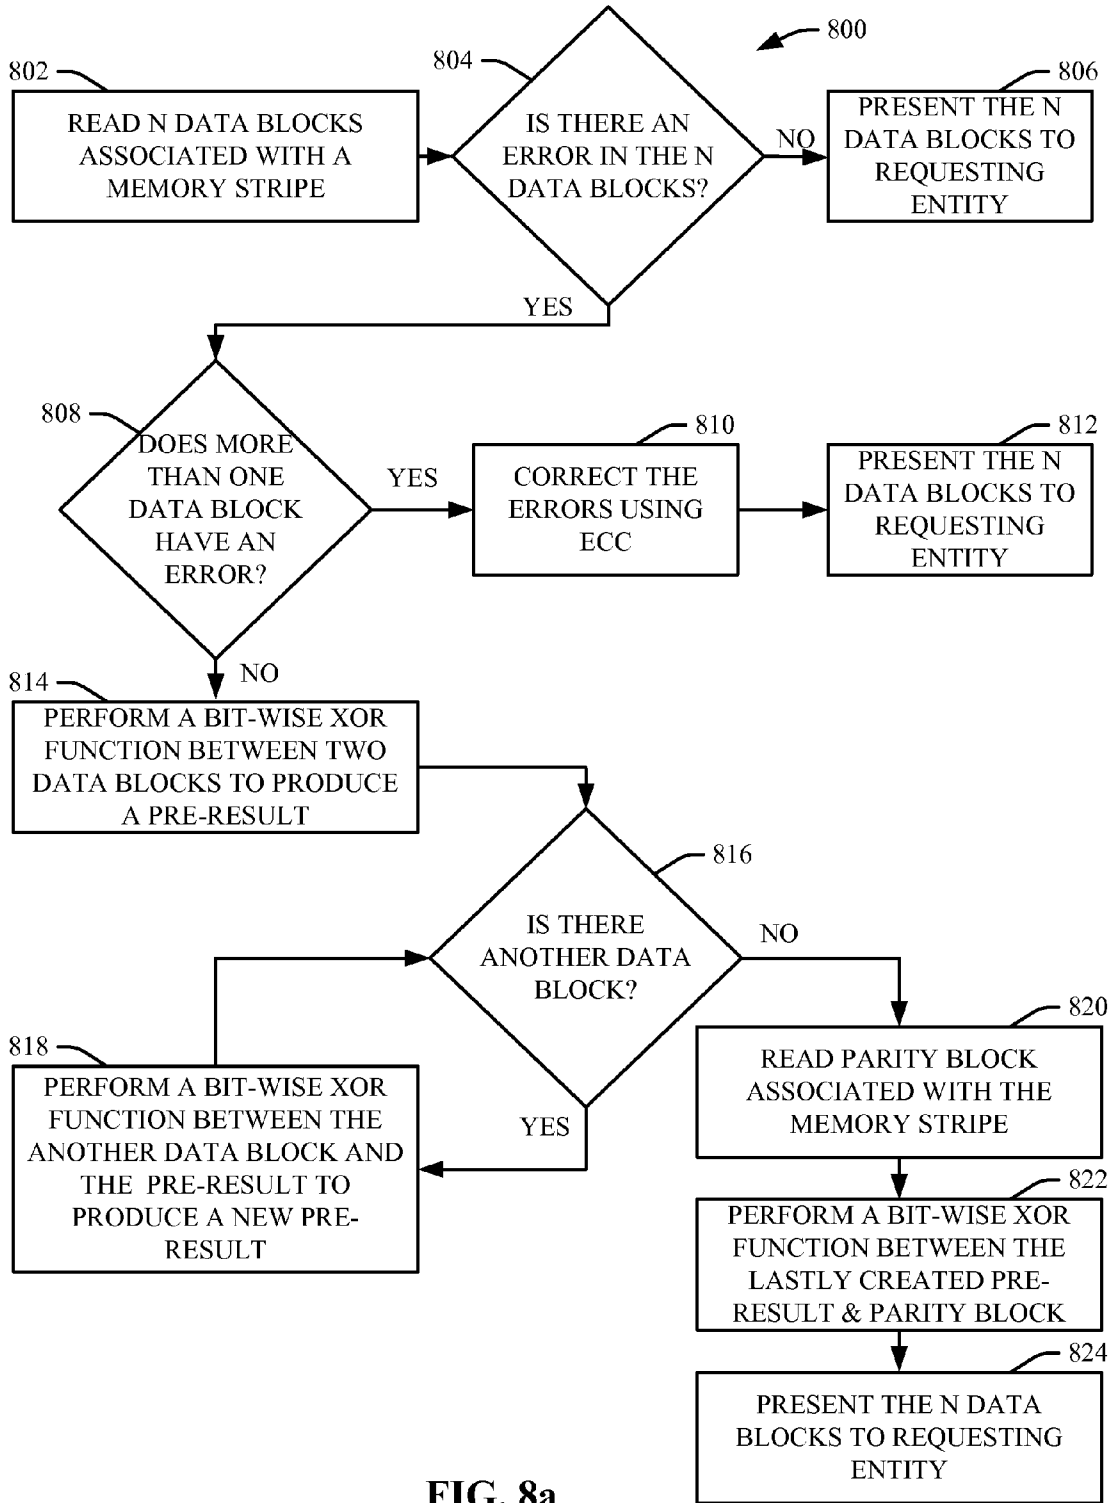 800
802
READ N DATA BLOCKS
ASSOCIATED WITH A
MEMORY STRIPE
804
IS THERE AN
ERROR IN THE N
DATA BLOCKS?
NO
806
PRESENT THE N
DATA BLOCKS TO
REQUESTING
ENTITY
YES
808
DOES MORE
THAN ONE
DATA BLOCK
HAVE AN
ERROR?
YES
810
CORRECT THE
ERRORS USING
ECC
812
PRESENT THE N
DATA BLOCKS TO
REQUESTING
ENTITY
NO
814
PERFORM A BIT-WISE XOR
FUNCTION BETWEEN TWO
DATA BLOCKS TO PRODUCE
A PRE-RESULT
816
IS THERE
ANOTHER DATA
BLOCK?
NO
YES
818
PERFORM A BIT-WISE XOR
FUNCTION BETWEEN THE
ANOTHER DATA BLOCK AND
THE PRE-RESULT TO
PRODUCE A NEW PRE-
RESULT
820
READ PARITY BLOCK
ASSOCIATED WITH THE
MEMORY STRIPE
822
PERFORM A BIT-WISE XOR
FUNCTION BETWEEN THE
LASTLY CREATED PRE-
RESULT & PARITY BLOCK
824
PRESENT THE N DATA
BLOCKS TO REQUESTING
ENTITY
FIG. 8a